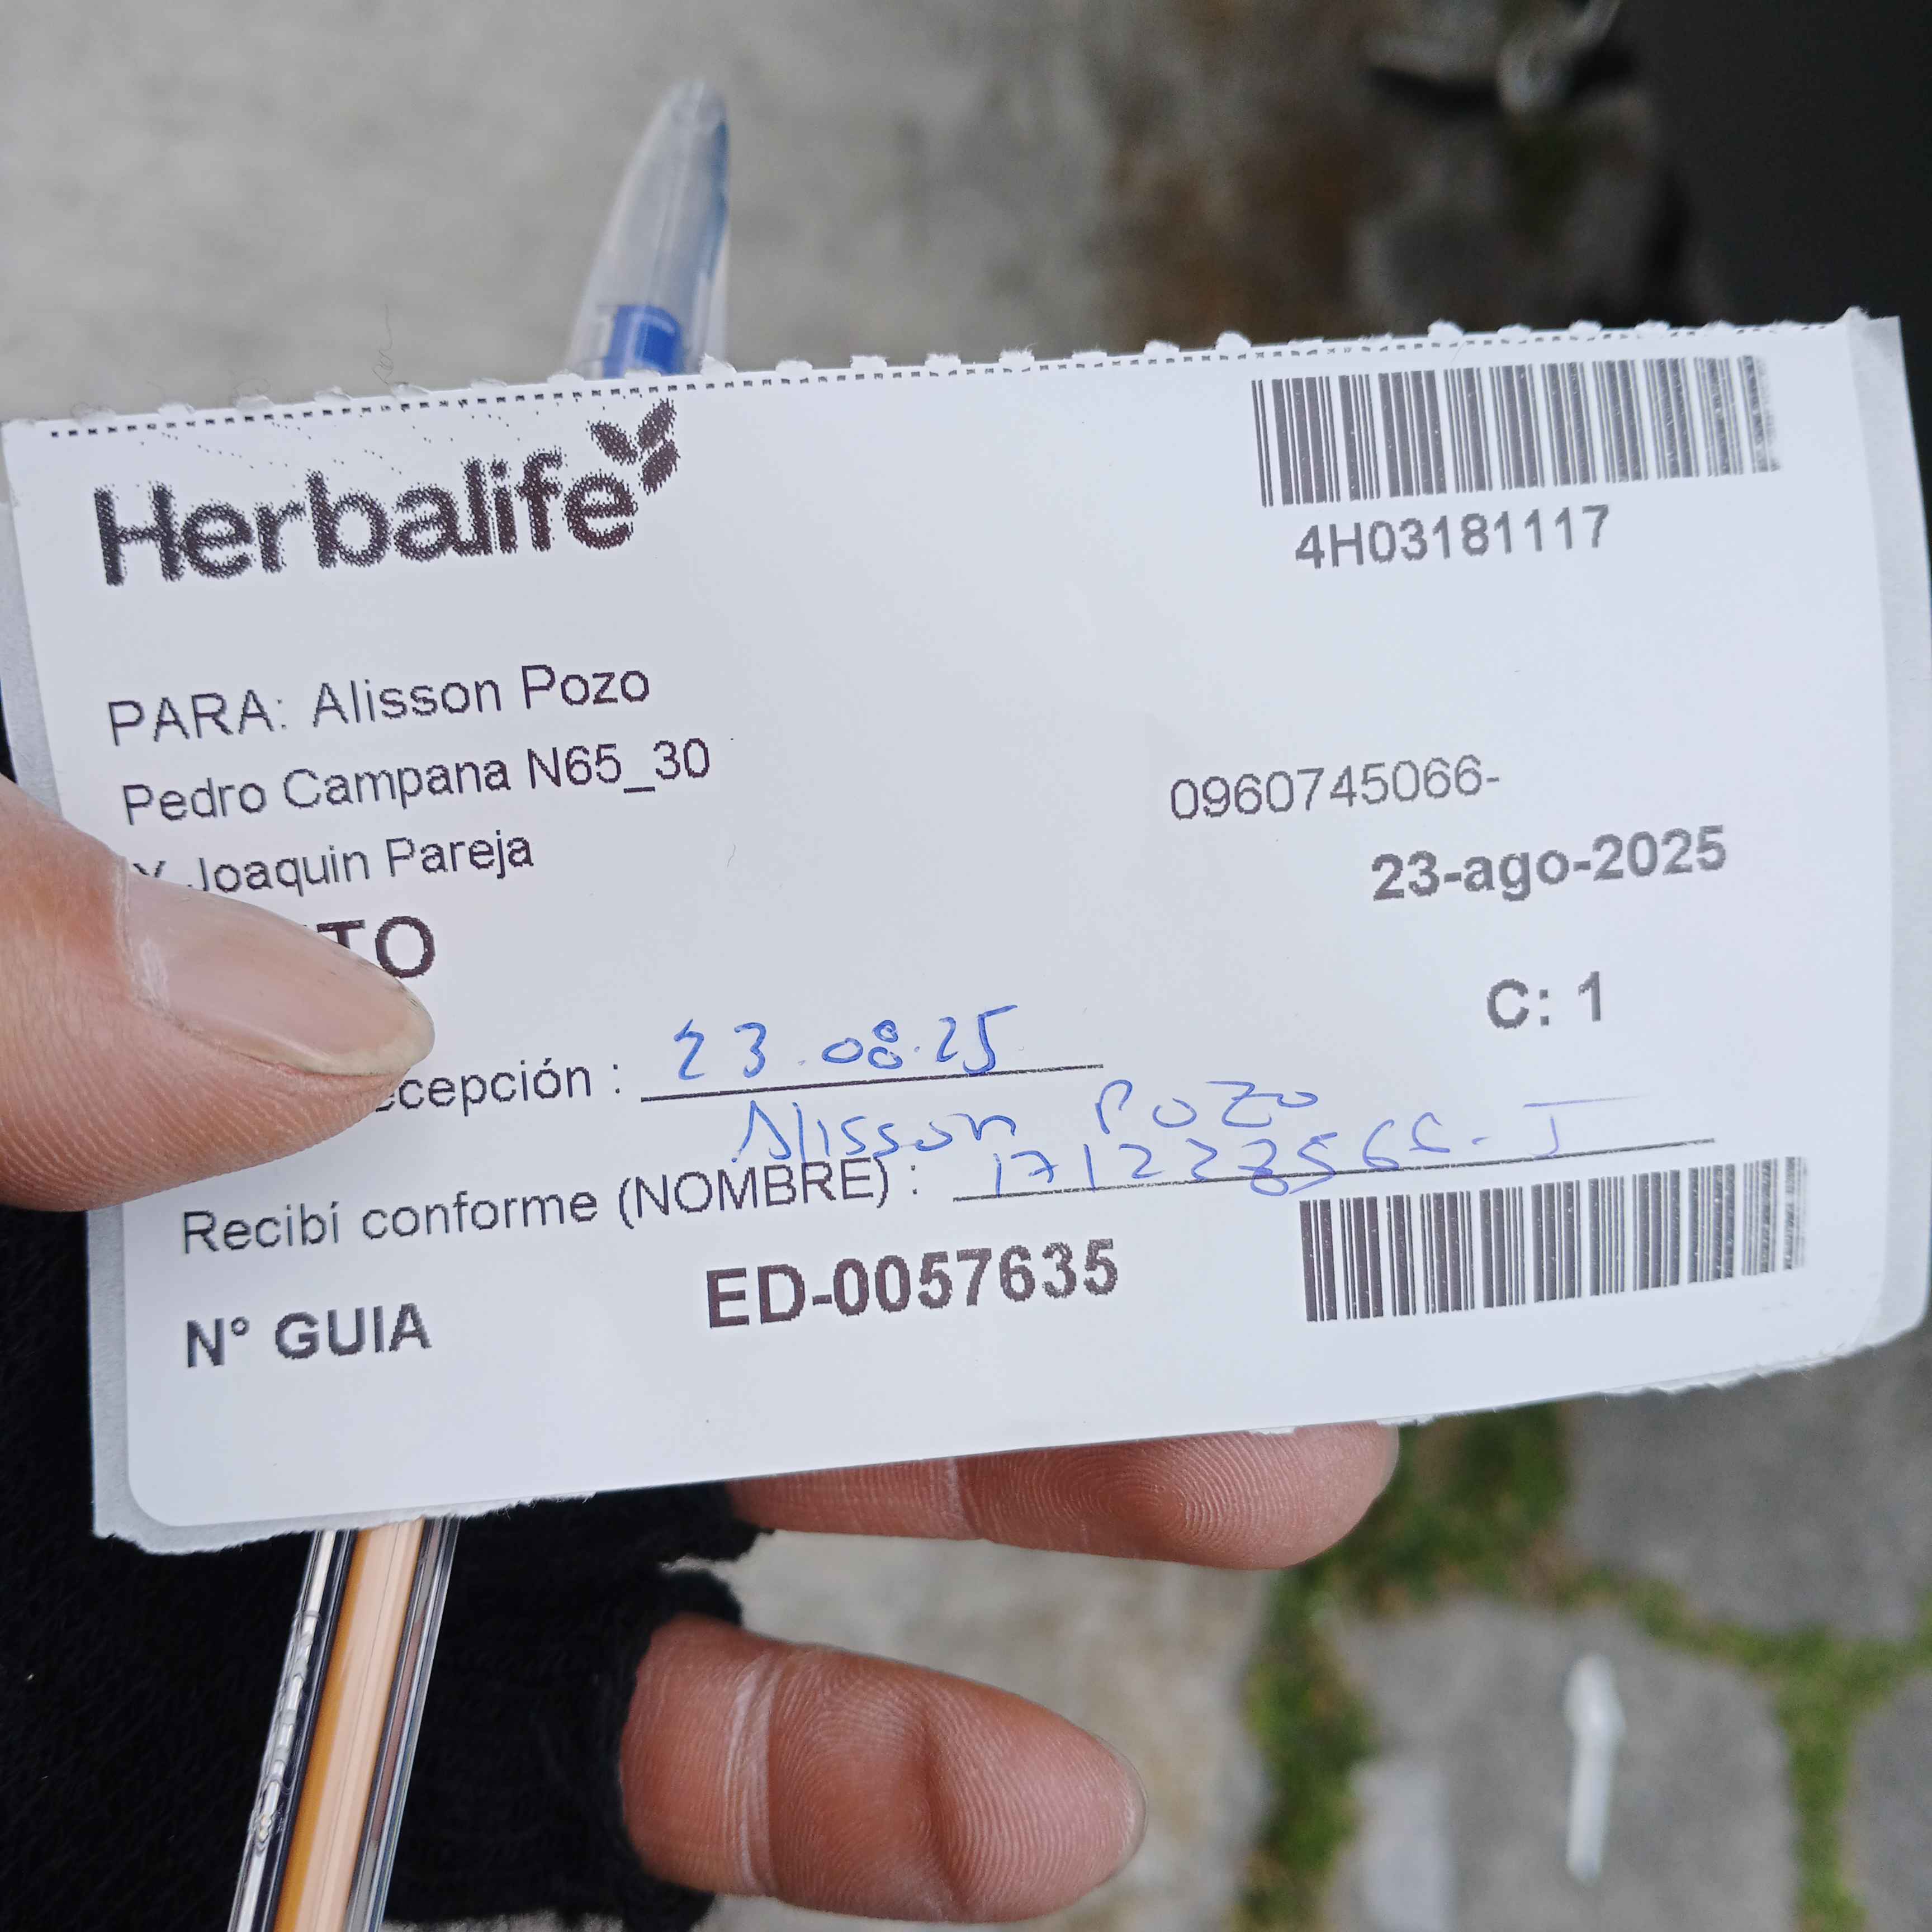 Herbalife
4H03181117
PARA: Alisson Pozo
Pedro Campana N65_30
0960745066-
Y Joaquin Pareja
23-ago-2025
TO
C: 1
cepción : 23.08.25
Alisson Pozo
Recibí conforme (NOMBRE) :
N° GUIA ED-0057635